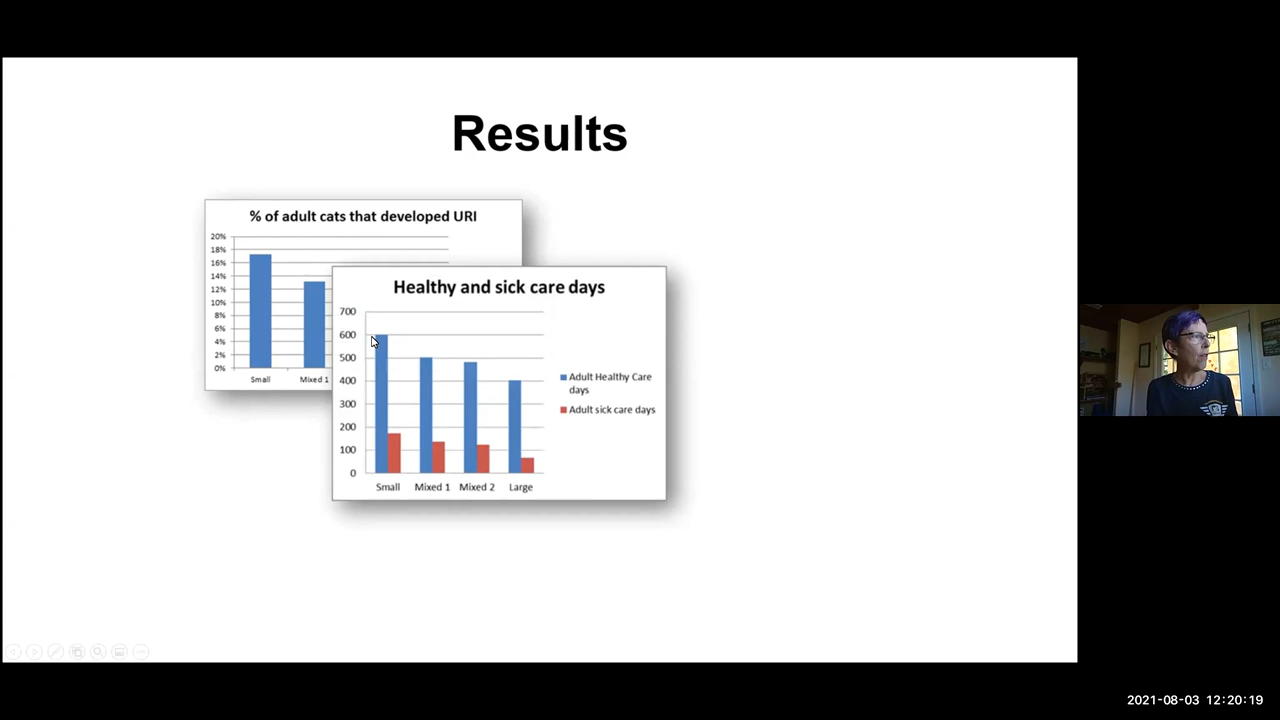 Results
% of adult cats that developed URI
20%
18%
16%
14%
12%
10%
8%
6%
4%
2%
0%
Small
Mixed 1
Healthy and sick care days
700
600
500
400
300
200
100
0
Small
Mixed 1
Mixed 2
Large
Adult Healthy Care
days
Adult sick care days
2021-08-03 12:20:19